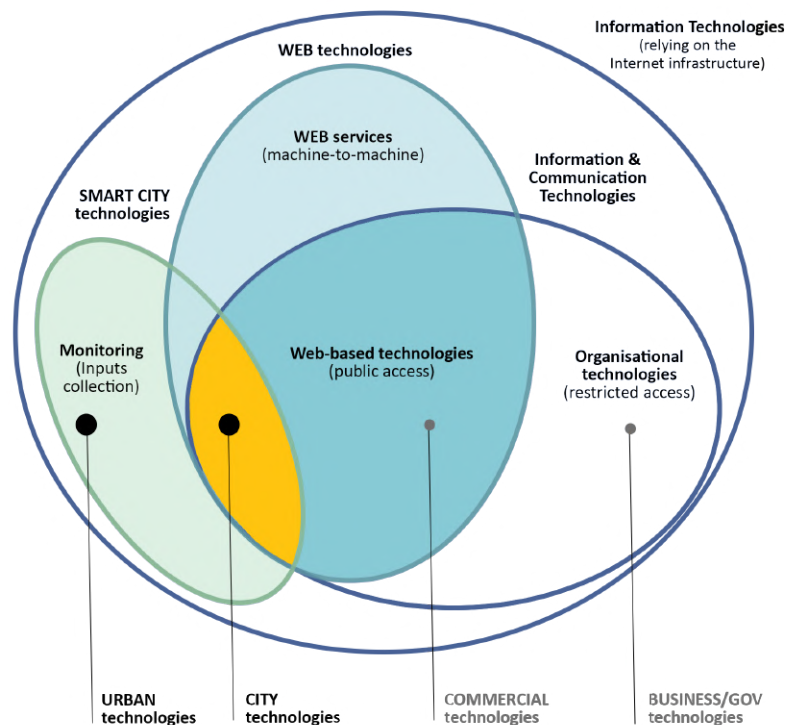 Information Technologies
(relying on the
Internet infrastructure)
WEB technologies
WEB services
(machine-to-machine)
Information &
Communication
Technologies
SMART CITY
technologies
Monitoring
(Inputs
collection)
Web-based technologies
(public access)
Organisational
technologies
(restricted access)
URBAN
technologies
CITY
technologies
COMMERCIAL
technologies
BUSINESS/GOV
technologies